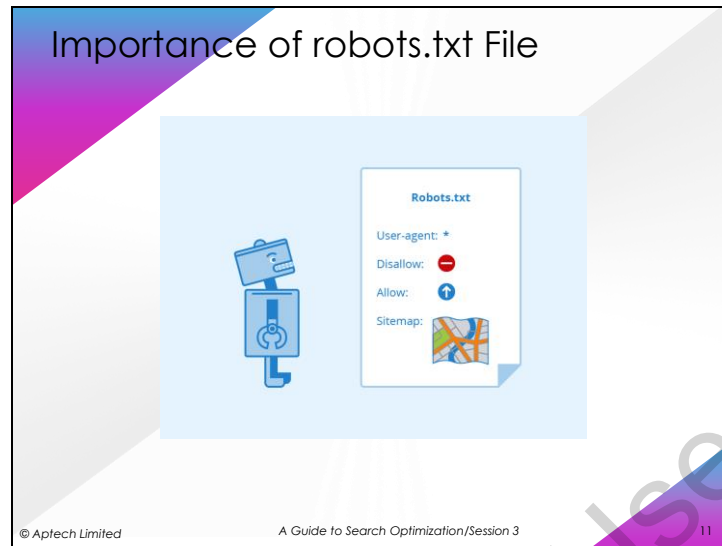 Importance of robots.txt File
Robots.txt
User-agent: *
Disallow:
Allow:
Sitemap:
© Aptech Limited
A Guide to Search Optimization/Session 3
11